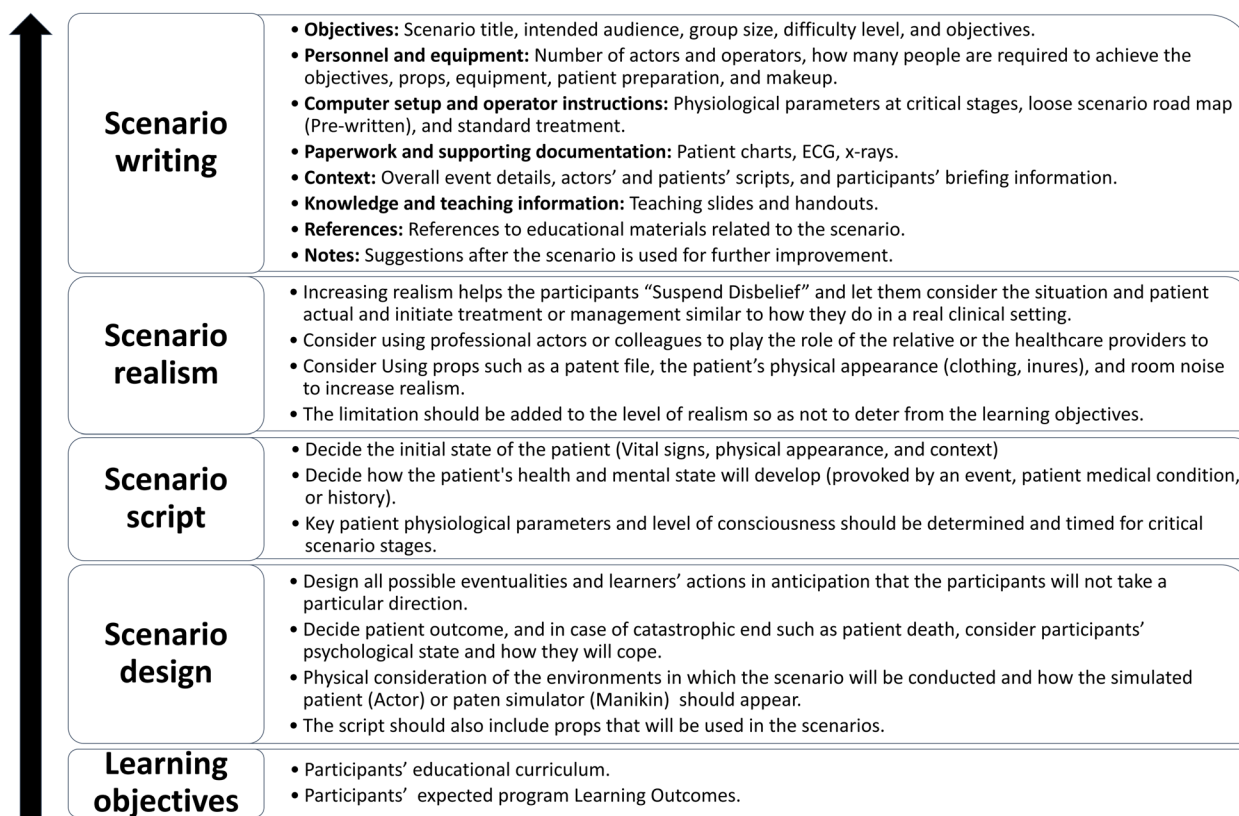 Scenario
writing
• Objectives: Scenario title, intended audience, group size, difficulty level, and objectives.
• Personnel and equipment: Number of actors and operators, how many people are required to achieve the
objectives, props, equipment, patient preparation, and makeup.
• Computer setup and operator instructions: Physiological parameters at critical stages, loose scenario road map
(Pre-written), and standard treatment.
• Paperwork and supporting documentation: Patient charts, ECG, x-rays.
• Context: Overall event details, actors’ and patients’ scripts, and participants’ briefing information.
• Knowledge and teaching information: Teaching slides and handouts.
• References: References to educational materials related to the scenario.
• Notes: Suggestions after the scenario is used for further improvement.
Scenario
realism
• Increasing realism helps the participants “Suspend Disbelief” and let them consider the situation and patient
actual and initiate treatment or management similar to how they do in a real clinical setting.
• Consider using professional actors or colleagues to play the role of the relative or the healthcare providers to
• Consider Using props such as a patent file, the patient’s physical appearance (clothing, inures), and room noise
to increase realism.
• The limitation should be added to the level of realism so as not to deter from the learning objectives.
Scenario
script
• Decide the initial state of the patient (Vital signs, physical appearance, and context)
• Decide how the patient's health and mental state will develop (provoked by an event, patient medical condition,
or history).
• Key patient physiological parameters and level of consciousness should be determined and timed for critical
scenario stages.
Scenario
design
• Design all possible eventualities and learners’ actions in anticipation that the participants will not take a
particular direction.
• Decide patient outcome, and in case of catastrophic end such as patient death, consider participants’
psychological state and how they will cope.
• Physical consideration of the environments in which the scenario will be conducted and how the simulated
patient (Actor) or paten simulator (Manikin) should appear.
• The script should also include props that will be used in the scenarios.
Learning
objectives
• Participants’ educational curriculum.
• Participants’ expected program Learning Outcomes.